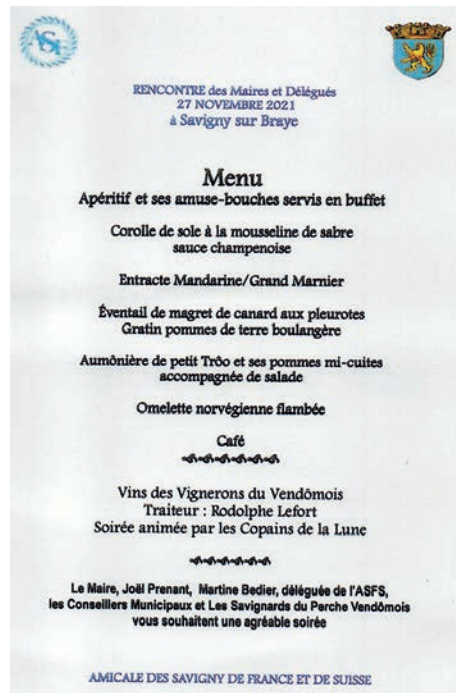 RENCONTRE des Maires et Délégués
27 NOVEMBRE 2021
à Savigny sur Braye
Menu
Apéritif et ses amuse-bouches servis en buffet
Corolle de sole à la mousseline de sabre
sauce champenoise
Entracte Mandarine/Grand Marnier
Éventail de magret de canard aux pleurotes
Gratin pommes de terre boulangère
Aumônière de petit Trôo et ses pommes mi-cuites
accompagnée de salade
Omelette norvégienne flambée
Café
Vins des Vignerons du Vendômois
Traiteur : Rodolphe Lefort
Soirée animée par les Copains de la Lune
Le Maire, Joël Prenant, Martine Bedier, déléguée de l'ASFS,
les Conseillers Municipaux et Les Savignards du Perche Vendômois
vous souhaitent une agréable soirée
AMICALE DES SAVIGNY DE FRANCE ET DE SUISSE